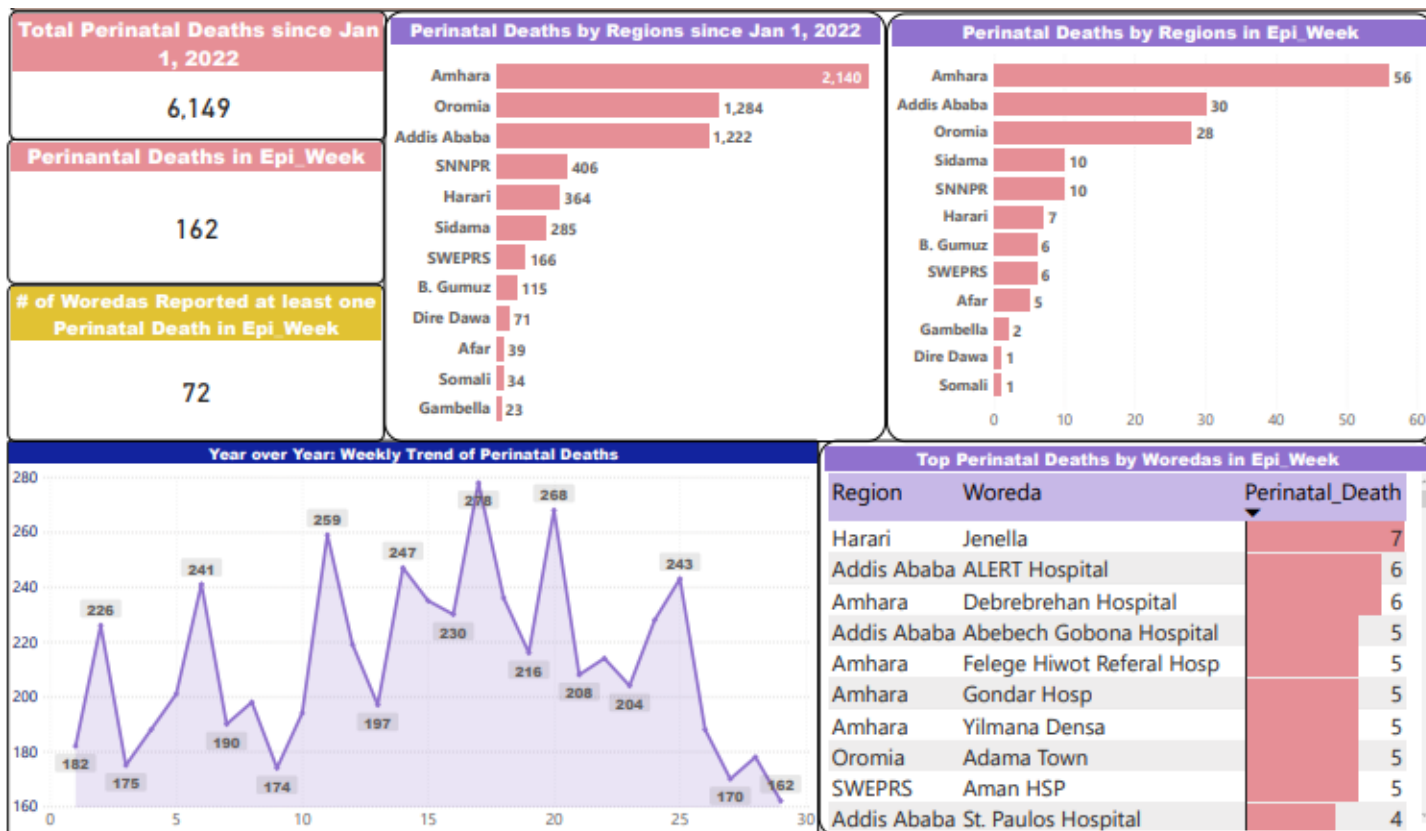 Total Perinatal Deaths since Jan
1, 2022
6,149
Perinantal Deaths in Epi_Week
162
# of Woredas Reported at least one
Perinatal Death in Epi_Week
72
Perinatal Deaths by Regions since Jan 1, 2022
Amhara 2,140
Oromia 1,284
Addis Ababa 1,222
SNNPR 406
Harari 364
Sidama 285
SWEPRS 166
B. Gumuz 115
Dire Dawa 71
Afar 39
Somali 34
Gambella 23
Perinatal Deaths by Regions in Epi_Week
Amhara 56
Addis Ababa 30
Oromia 28
Sidama 10
SNNPR 10
Harari 7
B. Gumuz 6
SWEPRS 6
Afar 5
Gambella 2
Dire Dawa 1
Somali 1
0 10 20 30 40 50 60
Year over Year: Weekly Trend of Perinatal Deaths
280
260
240
220
200
180
160
182
226
175
241
190
174
259
197
247
230
278
216
268
208
204
243
170
162
0 5 10 15 20 25 30
Top Perinatal Deaths by Woredas in Epi_Week
Region Woreda Perinatal_Death
Harari Jenella 7
Addis Ababa ALERT Hospital 6
Amhara Debrebrehan Hospital 6
Addis Ababa Abebech Gobona Hospital 5
Amhara Felege Hiwot Referal Hosp 5
Amhara Gondar Hosp 5
Amhara Yilmana Densa 5
Oromia Adama Town 5
SWEPRS Aman HSP 5
Addis Ababa St. Paulos Hospital 4